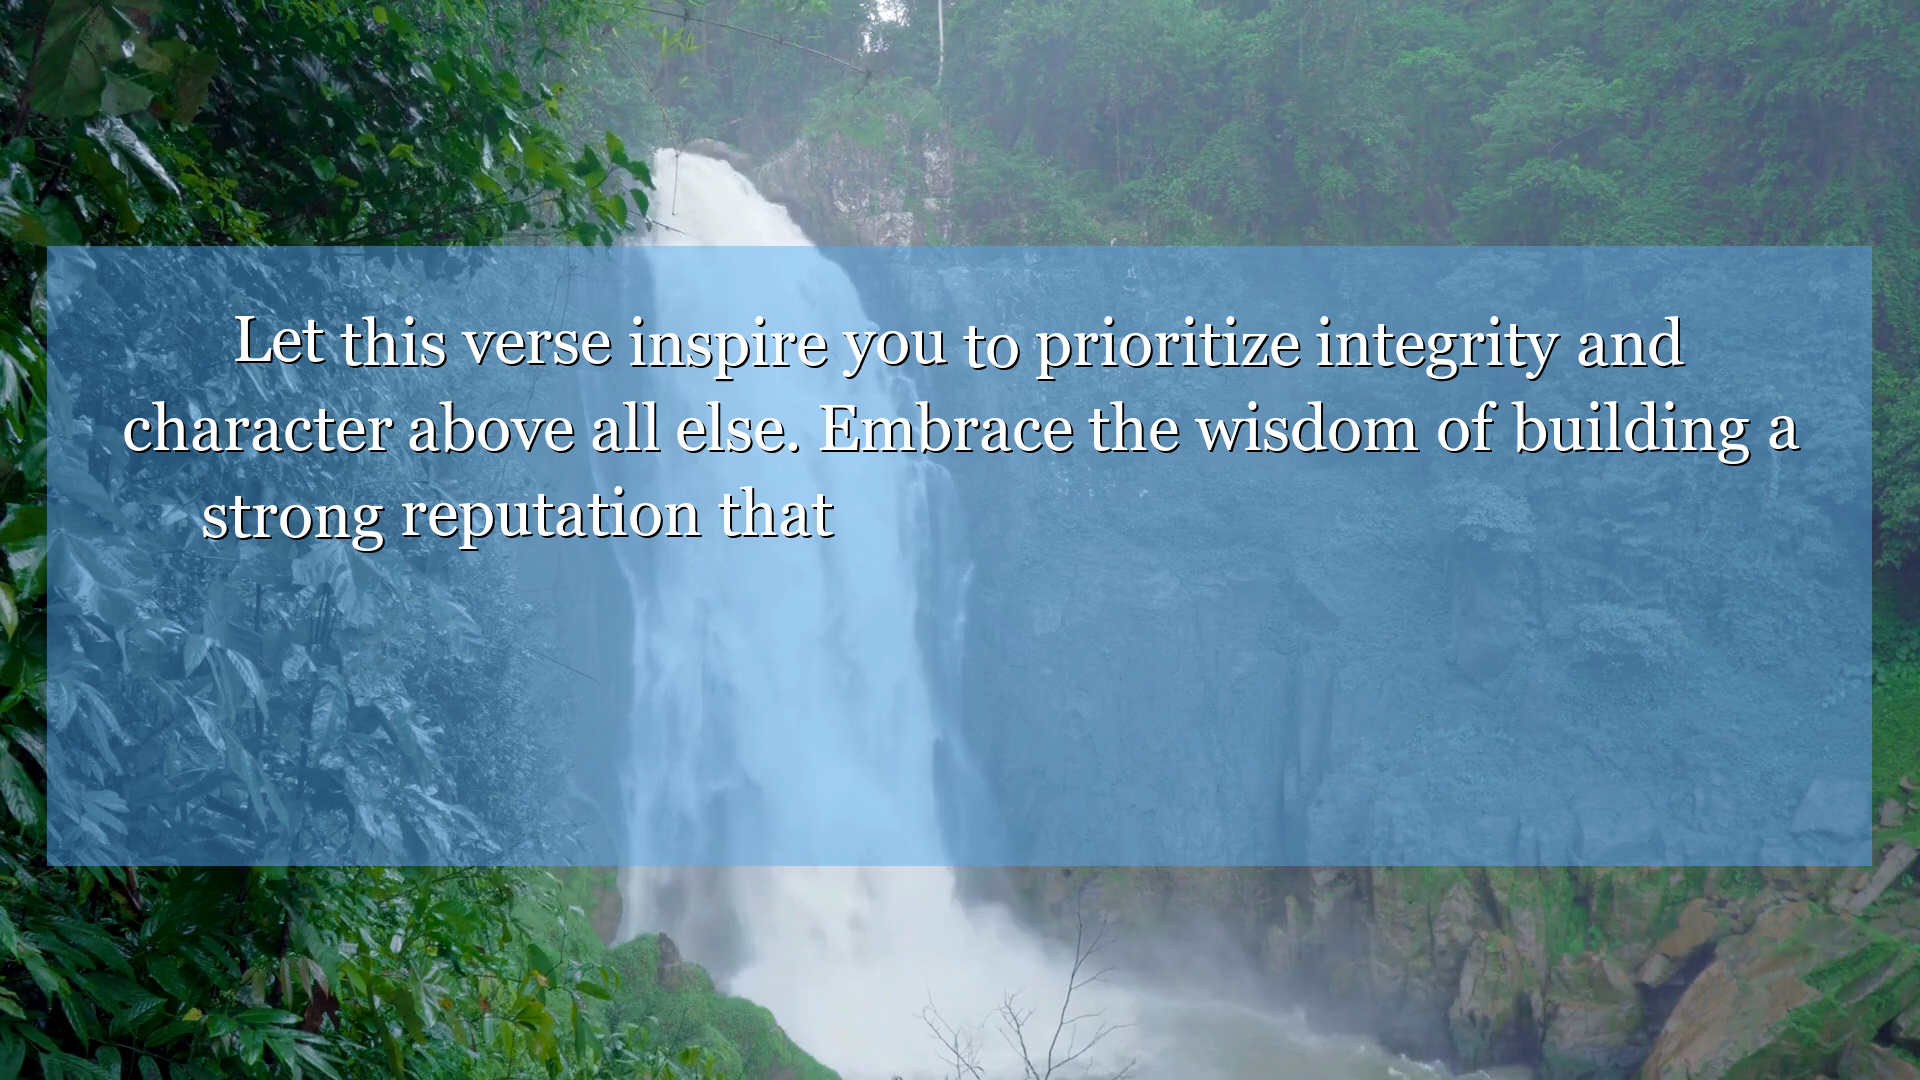 Let this verse inspire you to prioritize integrity and
character above all else. Embrace the wisdom of building a
strong reputation that